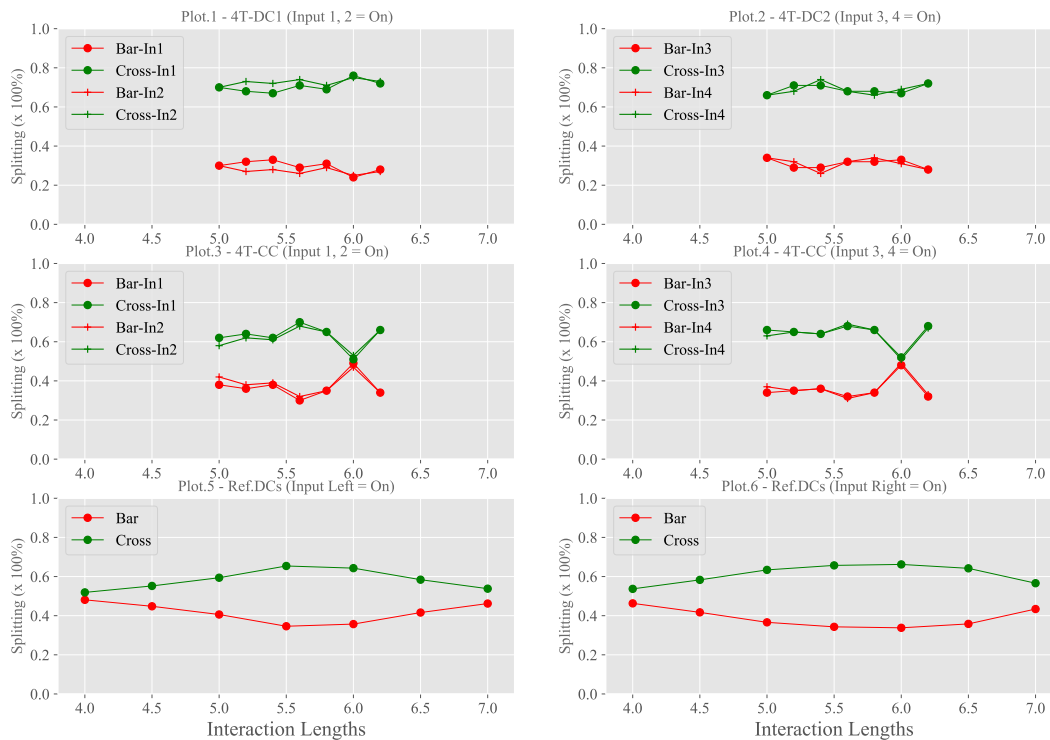 Plot.1 - 4T-DC1 (Input 1, 2 = On)
Splitting (x 100%)
1.0
0.8
0.6
0.4
0.2
0.0
Bar-In1
Cross-In1
Bar-In2
Cross-In2
4.0 4.5 5.0 5.5 6.0 6.5 7.0
Plot.2 - 4T-DC2 (Input 3, 4 = On)
Splitting (x 100%)
1.0
0.8
0.6
0.4
0.2
0.0
Bar-In3
Cross-In3
Bar-In4
Cross-In4
4.0 4.5 5.0 5.5 6.0 6.5 7.0
Plot.3 - 4T-CC (Input 1, 2 = On)
Splitting (x 100%)
1.0
0.8
0.6
0.4
0.2
0.0
Bar-In1
Cross-In1
Bar-In2
Cross-In2
4.0 4.5 5.0 5.5 6.0 6.5 7.0
Plot.4 - 4T-CC (Input 3, 4 = On)
Splitting (x 100%)
1.0
0.8
0.6
0.4
0.2
0.0
Bar-In3
Cross-In3
Bar-In4
Cross-In4
4.0 4.5 5.0 5.5 6.0 6.5 7.0
Plot.5 - Ref.DCs (Input Left = On)
Splitting (x 100%)
1.0
0.8
0.6
0.4
0.2
0.0
Bar
Cross
4.0 4.5 5.0 5.5 6.0 6.5 7.0
Interaction Lengths
Plot.6 - Ref.DCs (Input Right = On)
Splitting (x 100%)
1.0
0.8
0.6
0.4
0.2
0.0
Bar
Cross
4.0 4.5 5.0 5.5 6.0 6.5 7.0
Interaction Lengths